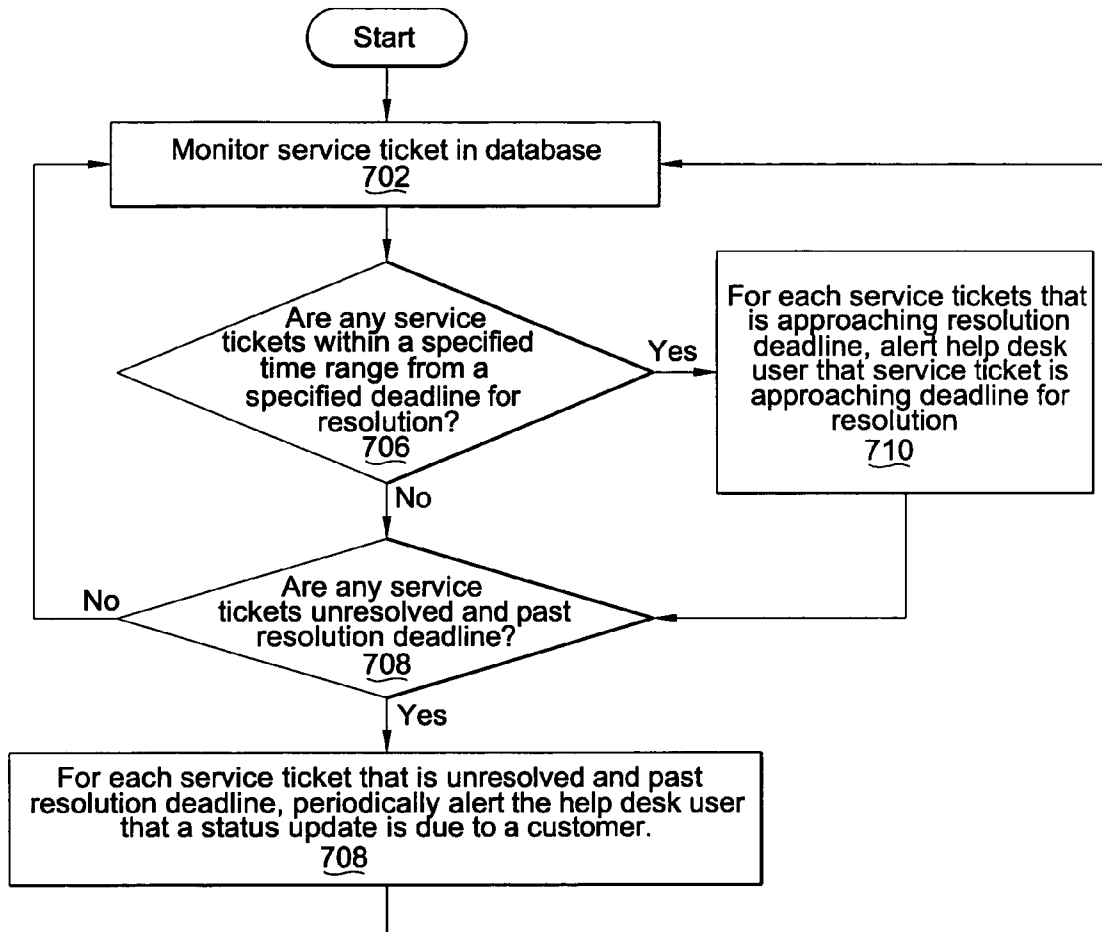 Start
Monitor service ticket in database
702
Are any service
tickets within a specified
time range from a
specified deadline for
resolution?
706
Yes
For each service tickets that
is approaching resolution
deadline, alert help desk
user that service ticket is
approaching deadline for
resolution
710
No
Are any service
tickets unresolved and past
resolution deadline?
708
No
Yes
For each service ticket that is unresolved and past
resolution deadline, periodically alert the help desk user
that a status update is due to a customer.
708